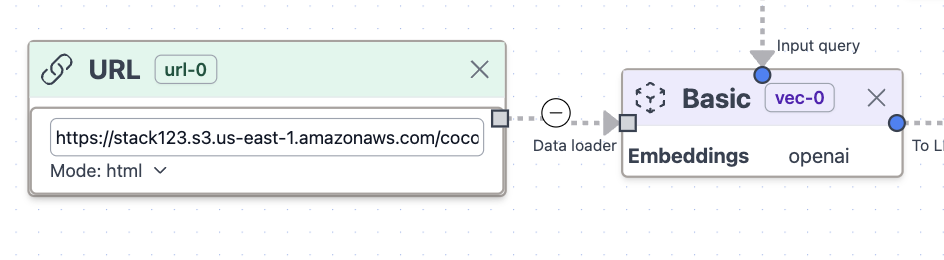 URL url-0
https://stack123.s3.us-east-1.amazonaws.com/coco
Mode: html
Data loader
Input query
Basic vec-0
Embeddings openai
To